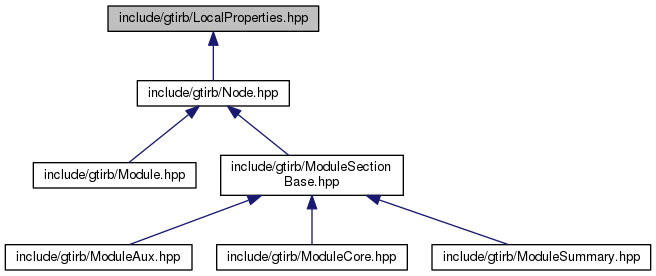 include/gtirb/LocalProperties.hpp
include/gtirb/Node.hpp
include/gtirb/Module.hpp
include/gtirb/ModuleSection
Base.hpp
include/gtirb/ModuleAux.hpp
include/gtirb/ModuleCore.hpp
include/gtirb/ModuleSummary.hpp